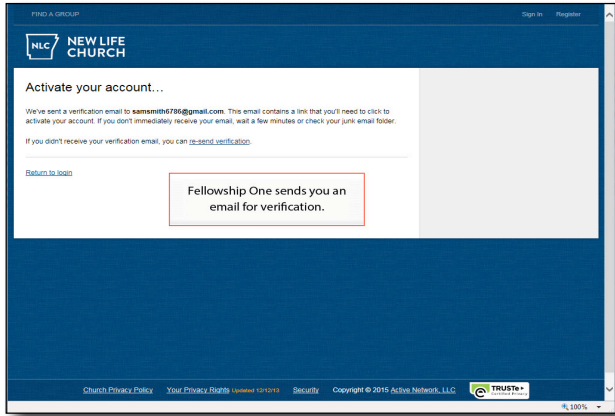 FIND A GROUP
Sign In Register
NLC NEW LIFE
CHURCH
Activate your account...
We've sent a verification email to samsmith6786@gmail.com. This email contains a link that you'll need to click to
activate your account. If you don't immediately receive your email, wait a few minutes or check your junk email folder.
If you didn't receive your verification email, you can re-send verification.
Return to login
Fellowship One sends you an
email for verification.
Church Privacy Policy Your Privacy Rights Updated 12/12/13 Security Copyright © 2015 Active Network, LLC TRUSTe
Certified Privacy
100%